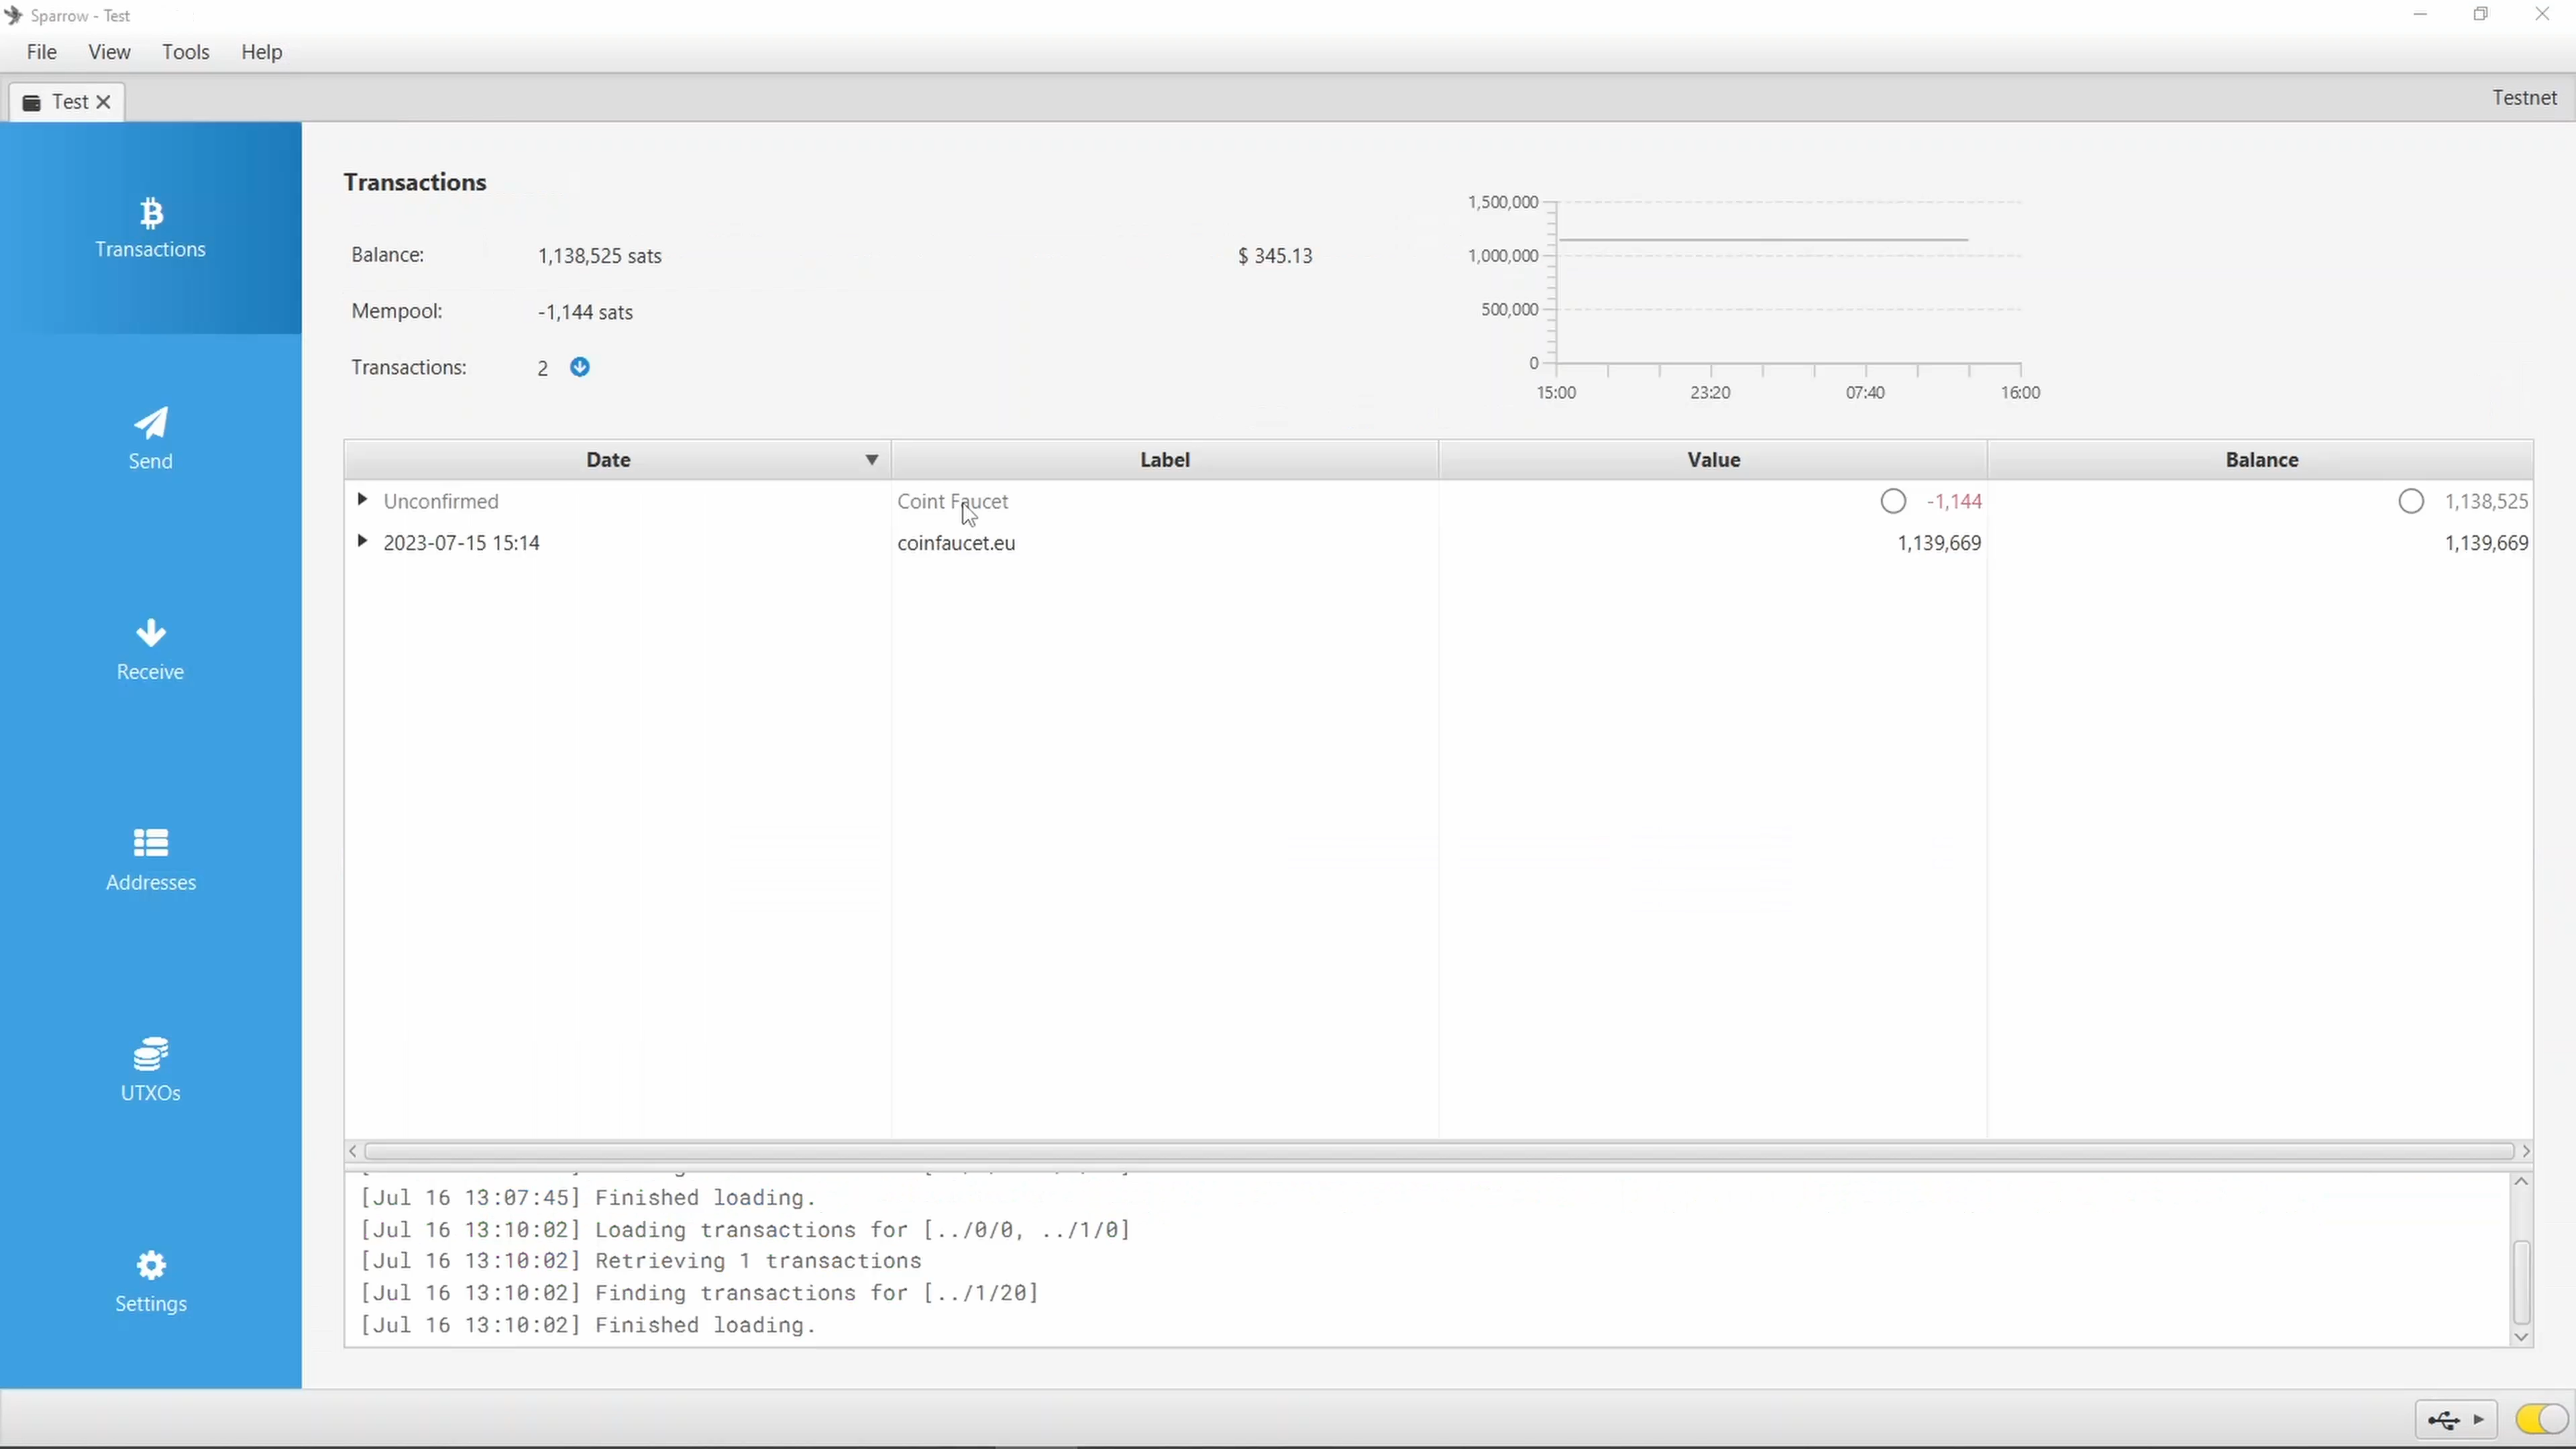 Sparrow - Test
File View Tools Help
Test
Testnet
Transactions
Send
Receive
Addresses
UTXOs
Settings
Transactions
Balance: 1,138,525 sats $ 345.13
Mempool: -1,144 sats
Transactions: 2
1,500,000
1,000,000
500,000
0
15:00 23:20 07:40 16:00
Date Label Value Balance
Unconfirmed Coint Faucet -1,144 1,138,525
2023-07-15 15:14 coinfaucet.eu 1,139,669 1,139,669
[Jul 16 13:07:45] Finished loading.
[Jul 16 13:10:02] Loading transactions for [../0/0, ../1/0]
[Jul 16 13:10:02] Retrieving 1 transactions
[Jul 16 13:10:02] Finding transactions for [../1/20]
[Jul 16 13:10:02] Finished loading.